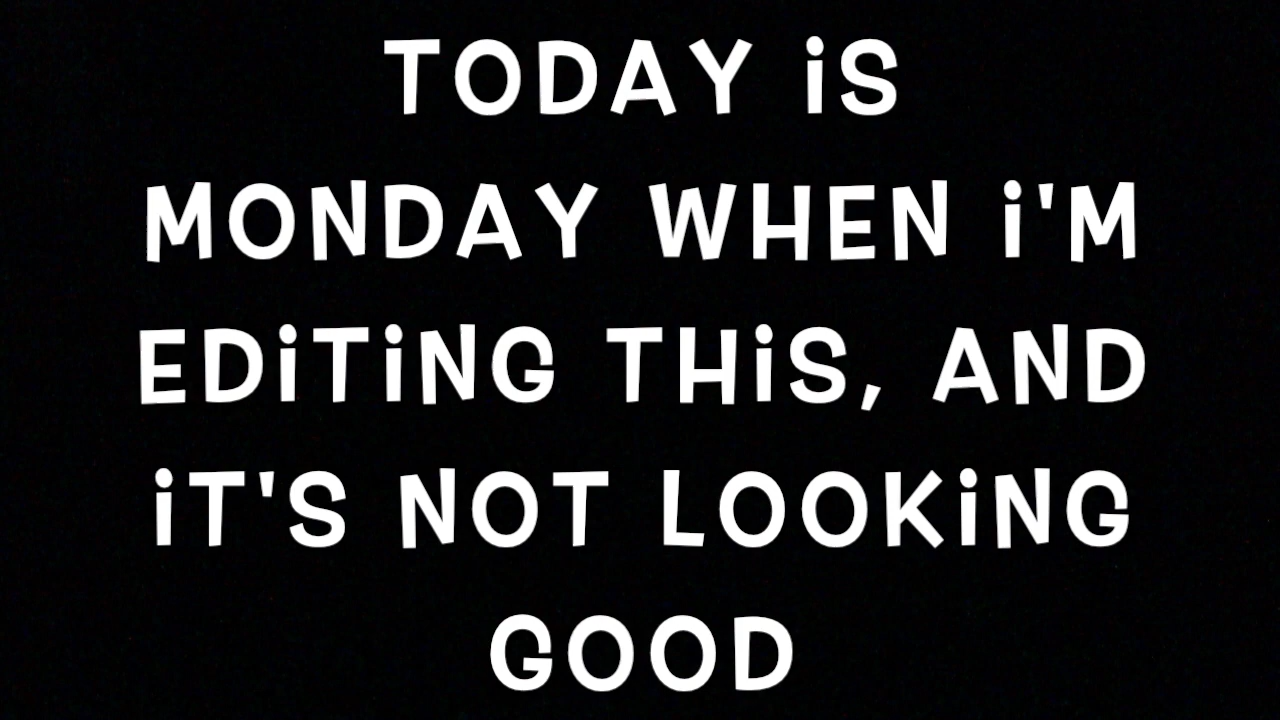 TODAY iS
MONDAY WHEN i'M
EDiTiNG THiS, AND
iT'S NOT LOOKiNG
GOOD